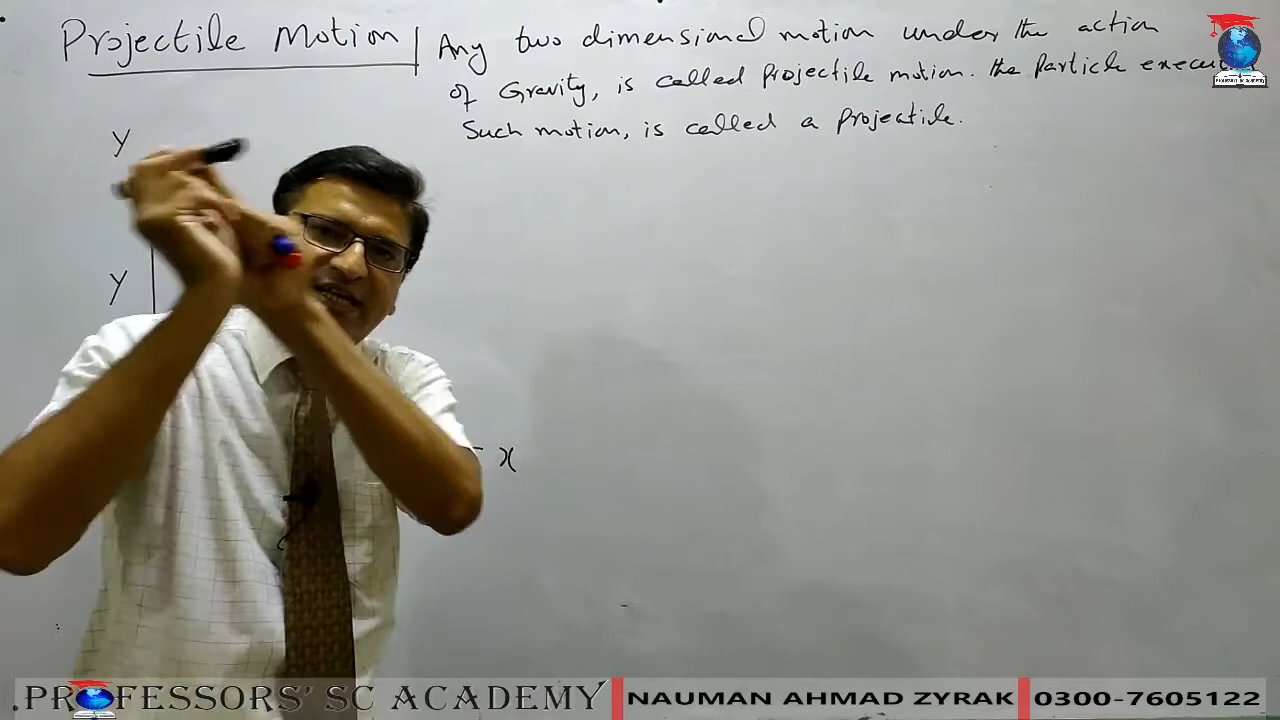 Projectile Motion
Any two dimensional motion under the action
of Gravity, is called projectile motion. the Particle
Such motion, is called a projectile.
Y
Y
x
.PROFESSORS' SC ACADEMY
NAUMAN AHMAD ZYRAK
0300-7605122